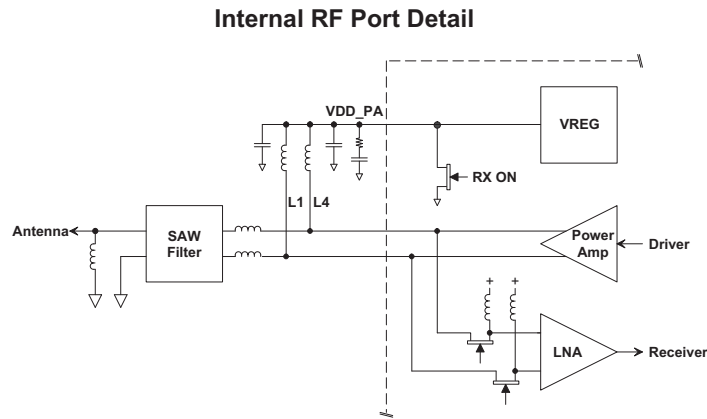 Internal RF Port Detail
VDD_PA
VREG
RX ON
L1 L4
Antenna
SAW
Filter
Power
Amp
Driver
+ +
LNA
Receiver